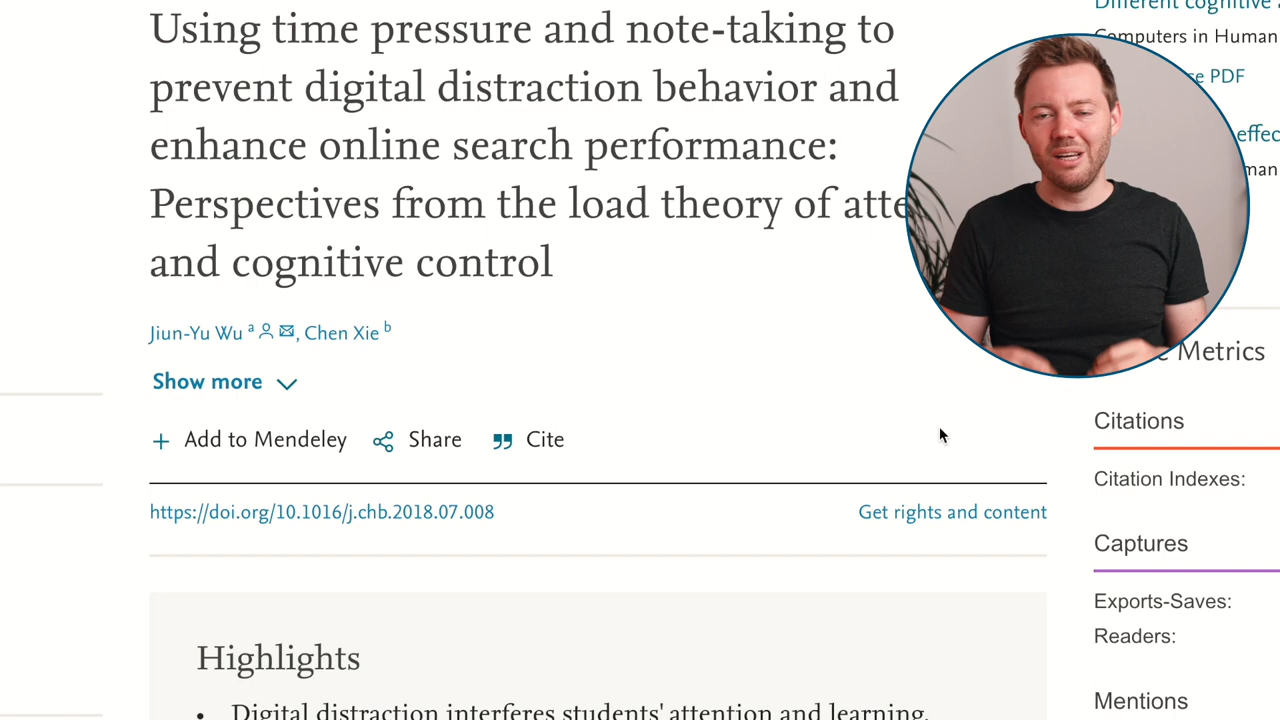 Using time pressure and note-taking to
prevent digital distraction behavior and
enhance online search performance:
Perspectives from the load theory of
and cognitive control
Jiun-Yu Wu a, Chen Xie b
Show more
Add to Mendeley Share Cite
https://doi.org/10.1016/j.chb.2018.07.008
Get rights and content
Highlights
• Digital distraction interferes students' attention and learning.
Different cognitive
Computers in Human
PDF
Metrics
Citations
Citation Indexes:
Captures
Exports-Saves:
Readers:
Mentions